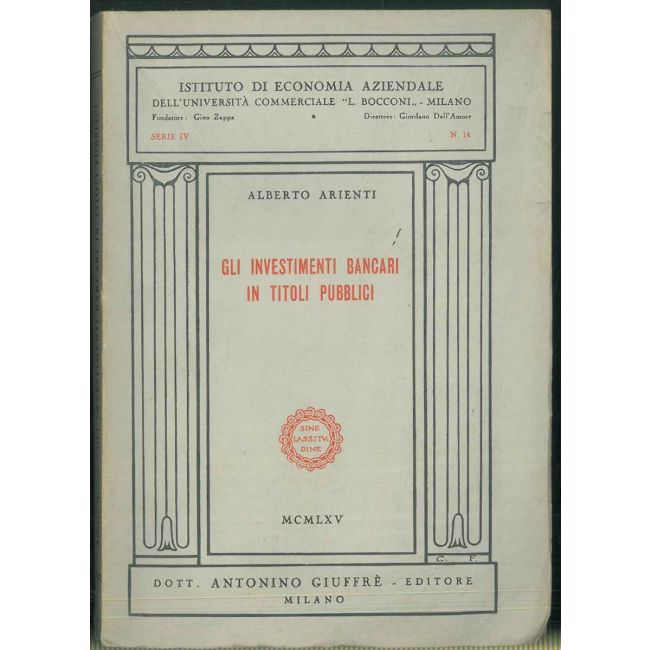 ISTITUTO DI ECONOMIA AZIENDALE
DELL'UNIVERSITÀ COMMERCIALE "L. BOCCONI„ - MILANO
Fondatore: Gino Zappa * Direttore: Giordano Dell'Amore
SERIE IV N. 14
ALBERTO ARIENTI
GLI INVESTIMENTI BANCARI
IN TITOLI PUBBLICI
SINE
LASSITV
DINE
MCMLXV
C. F.
DOTT. ANTONINO GIUFFRÈ - EDITORE
MILANO